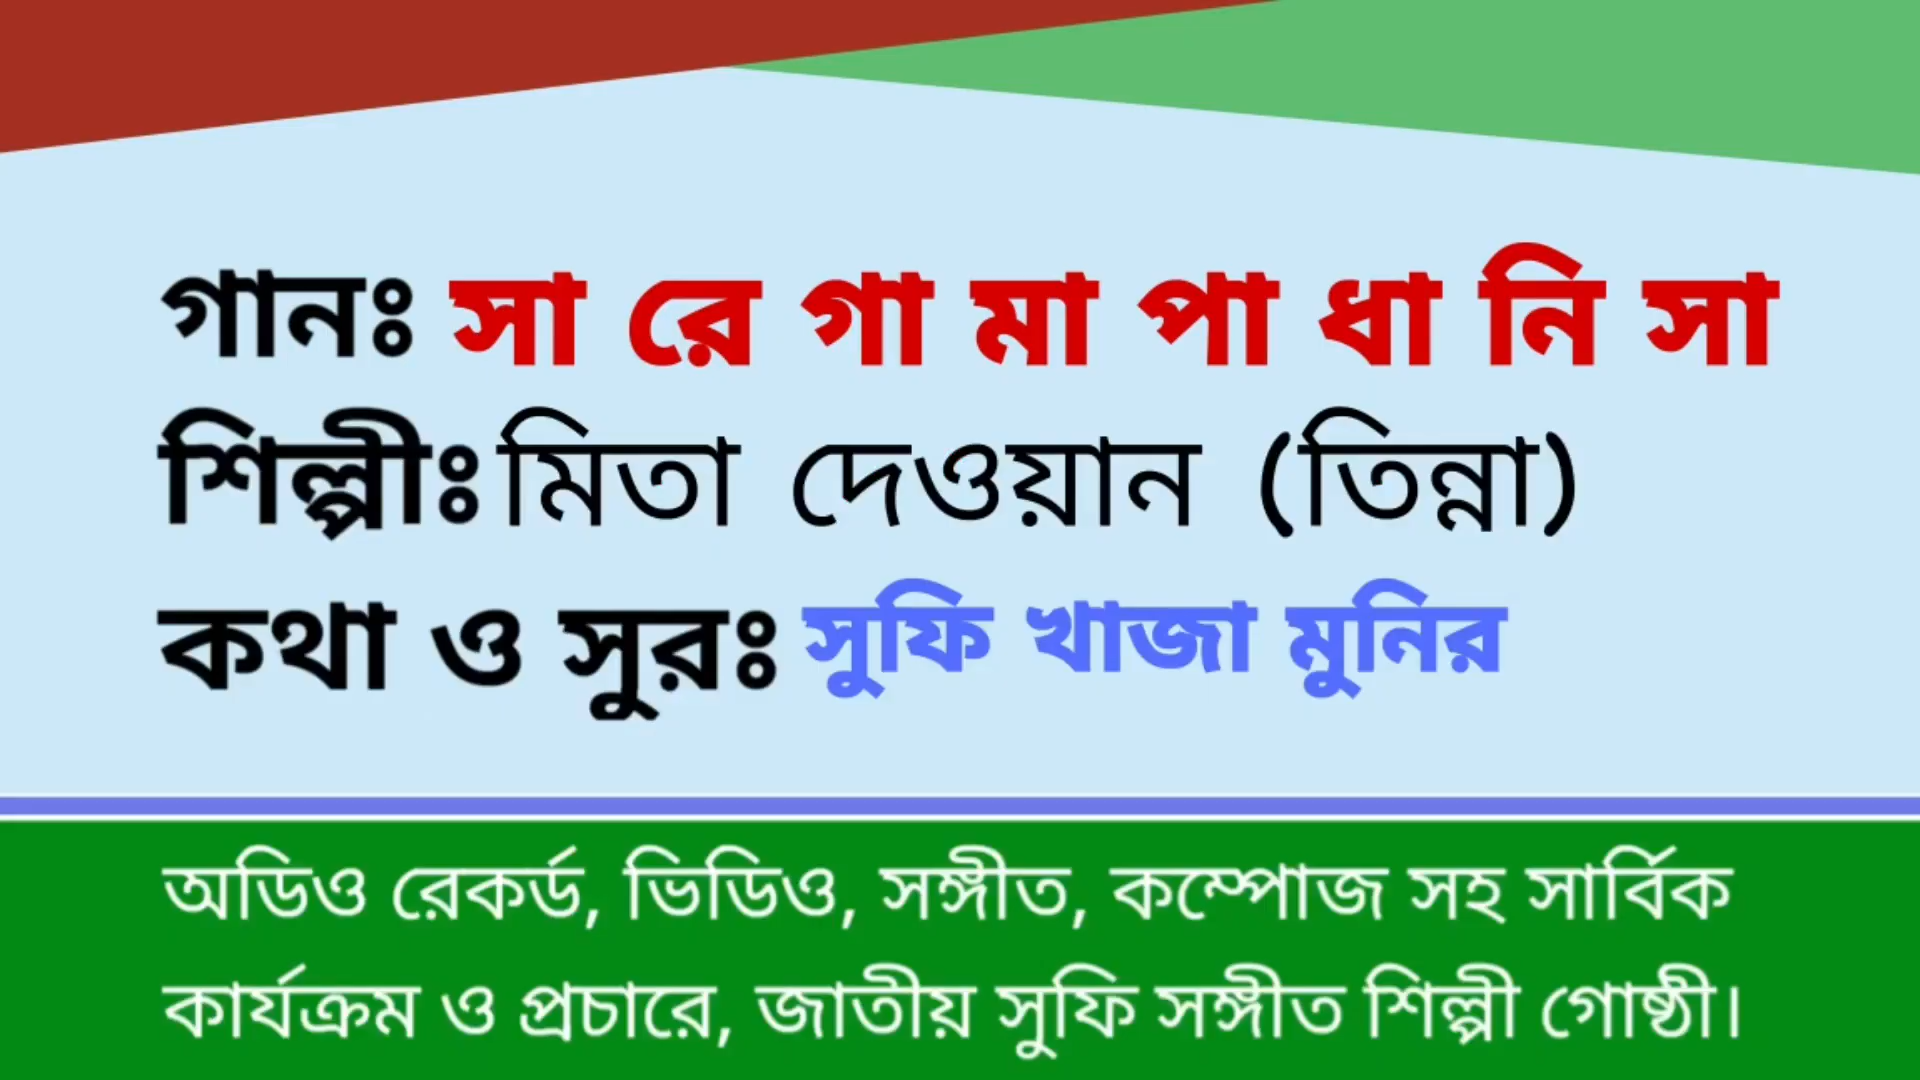 গানঃ সা রে গা মা পা ধা নি সা
শিল্পীঃ মিতা দেওয়ান (তিন্না)
কথা ও সুরঃ সুফি খাজা মুনির
অডিও রেকর্ড, ভিডিও, সঙ্গীত, কম্পোজ সহ সার্বিক
কার্যক্রম ও প্রচারে, জাতীয় সুফি সঙ্গীত শিল্পী গোষ্ঠী।